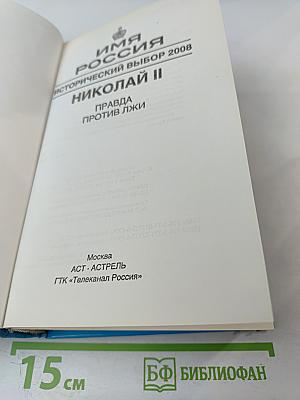 ИМЯ
РОССИЯ
ИСТОРИЧЕСКИЙ ВЫБОР 2008
НИКОЛАЙ II
ПРАВДА
ПРОТИВ ЛЖИ
Москва
АСТ - АСТРЕЛЬ
ГТК «Телеканал Россия»
15 см
БФ БИБЛИОФАН